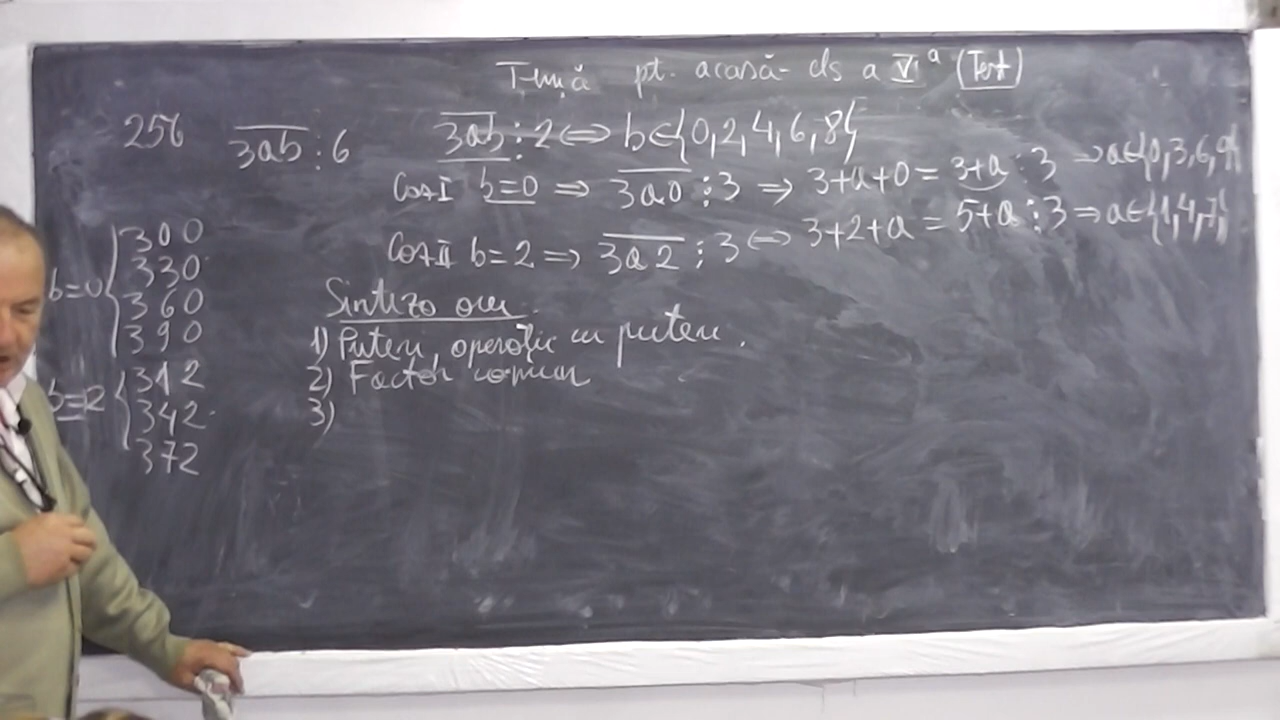 Temă pt. acasă - cls a VIᵃ (Test)
256 3ab̅ ⋮ 6 3ab̅ ⋮ 2 ⇔ b∈{0,2,4,6,8}
Caz I b=0 ⇒ 3a0̅ ⋮ 3 ⇒ 3+a+0 = 3+a ⋮ 3 ⇒ a∈{0,3,6,9}
Caz II b=2 ⇒ 3a2̅ ⋮ 3 ⇔ 3+2+a = 5+a ⋮ 3 ⇒ a∈{1,4,7}
b=0 { 300
330
360
390
b=2 { 312
342
372
Sinteza
1) Puteri, operații cu puteri.
2) Factor comun
3)